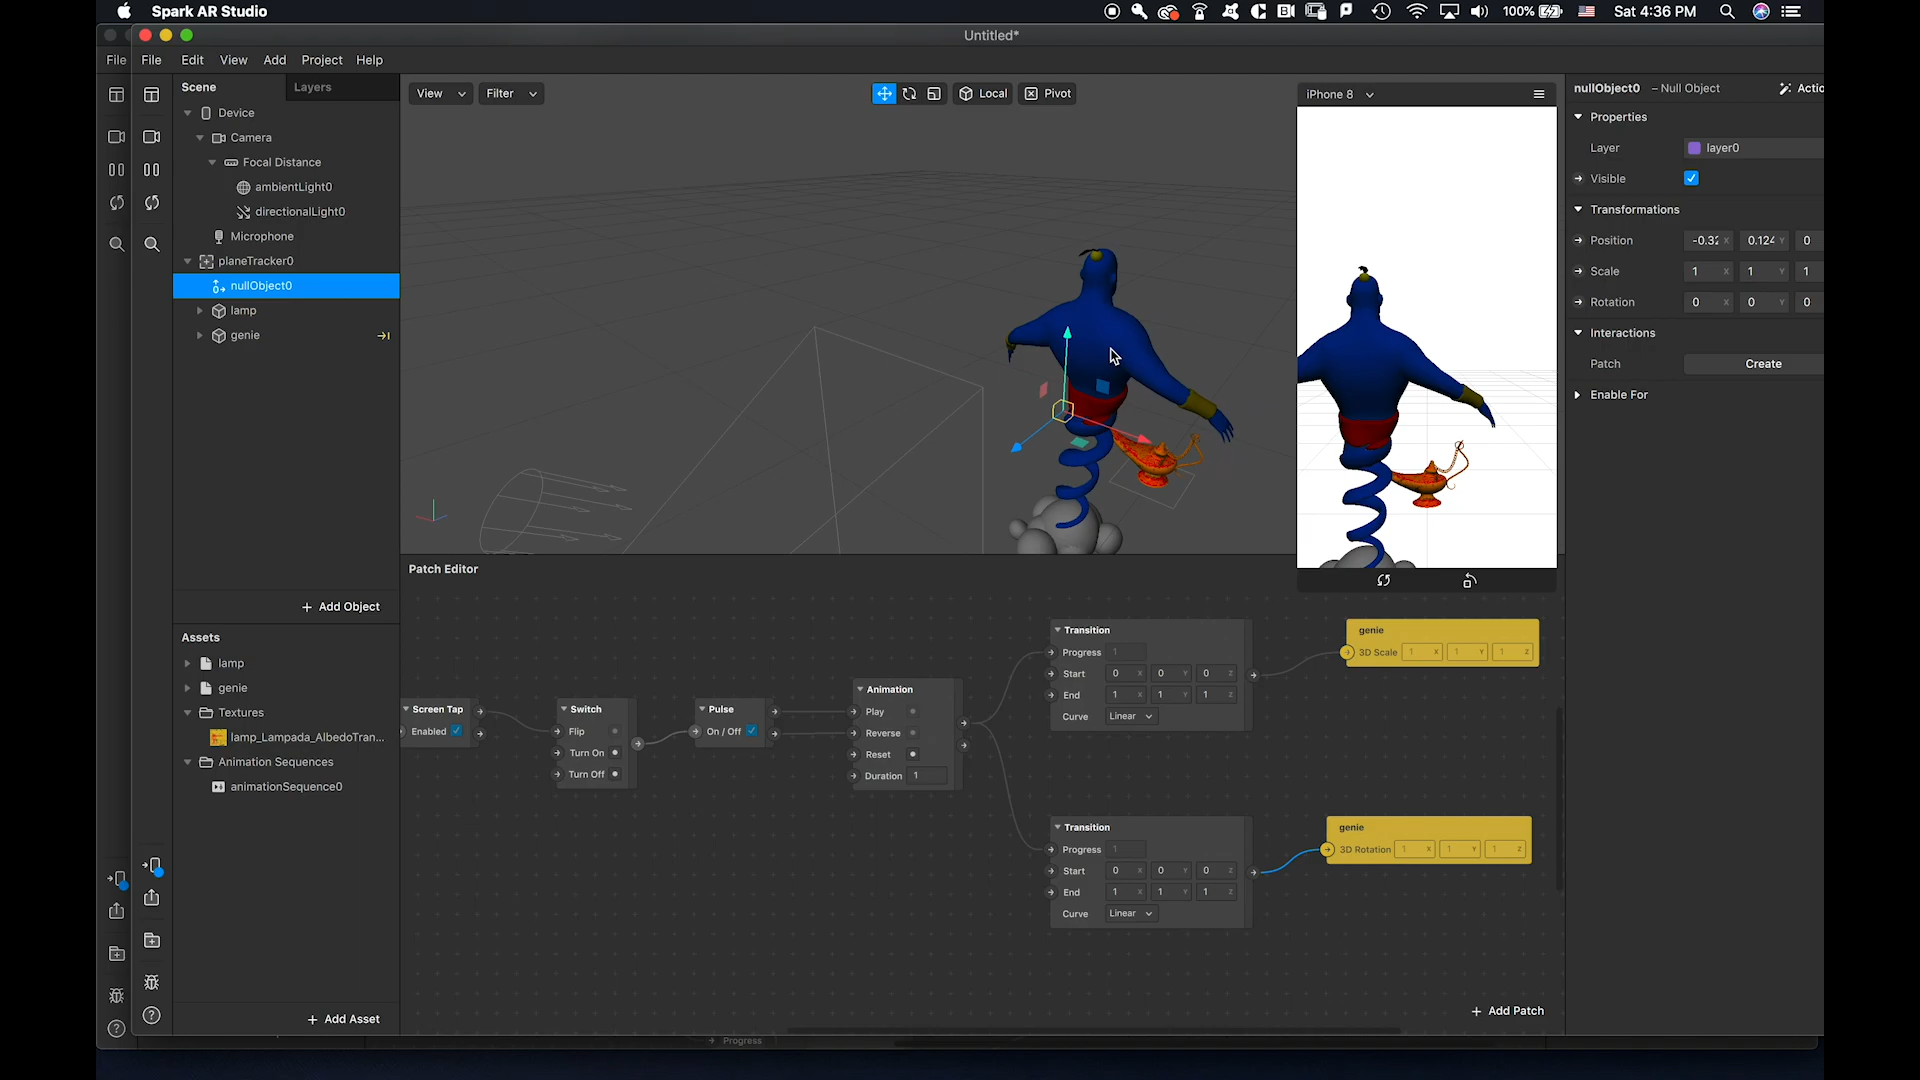 Spark AR Studio
100%
Sat 4:36 PM
Untitled*
File
File Edit View Add Project Help
Scene
Layers
Device
Camera
Focal Distance
ambientLight0
directionalLight0
Microphone
planeTracker0
nullObject0
lamp
genie
+ Add Object
Assets
lamp
genie
Textures
lamp_Lampada_AlbedoTran...
Animation Sequences
animationSequence0
+ Add Asset
View
Filter
Local
Pivot
iPhone 8
nullObject0 – Null Object
Actio
Properties
Layer layer0
Visible
Transformations
Position -0.32 X 0.124 Y 0
Scale 1 X 1 Y 1
Rotation 0 X 0 Y 0
Interactions
Patch Create
Enable For
Patch Editor
Screen Tap
Enabled
Switch
Flip
Turn On
Turn Off
Pulse
On / Off
Animation
Play
Reverse
Reset
Duration 1
Transition
Progress 1
Start 0 X 0 Y 0 Z
End 1 X 1 Y 1 Z
Curve Linear
genie
3D Scale 1 X 1 Y 1 Z
Transition
Progress 1
Start 0 X 0 Y 0 Z
End 1 X 1 Y 1 Z
Curve Linear
genie
3D Rotation 1 X 1 Y 1 Z
+ Add Patch
Progress